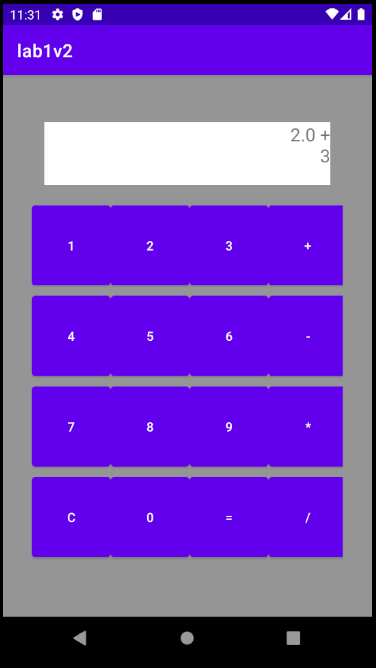 11:31
lab1v2
2.0 +
3
1 2 3 +
4 5 6 -
7 8 9 *
C 0 = /